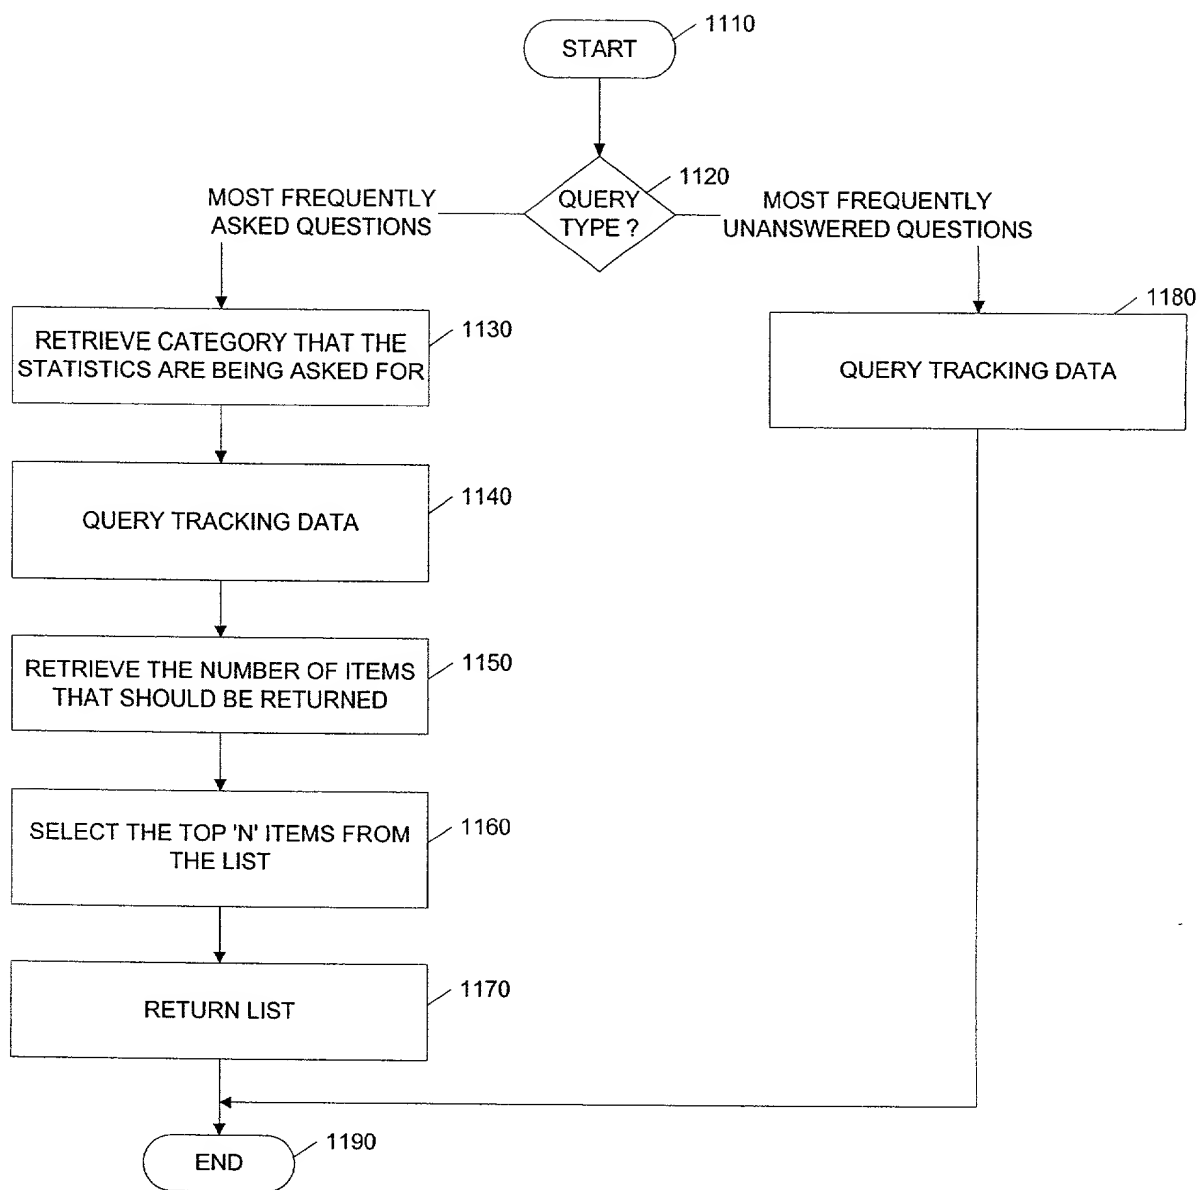 START
1110
QUERY
TYPE ?
1120
MOST FREQUENTLY
ASKED QUESTIONS
MOST FREQUENTLY
UNANSWERED QUESTIONS
RETRIEVE CATEGORY THAT THE
STATISTICS ARE BEING ASKED FOR
1130
QUERY TRACKING DATA
1180
QUERY TRACKING DATA
1140
RETRIEVE THE NUMBER OF ITEMS
THAT SHOULD BE RETURNED
1150
SELECT THE TOP 'N' ITEMS FROM
THE LIST
1160
RETURN LIST
1170
END
1190